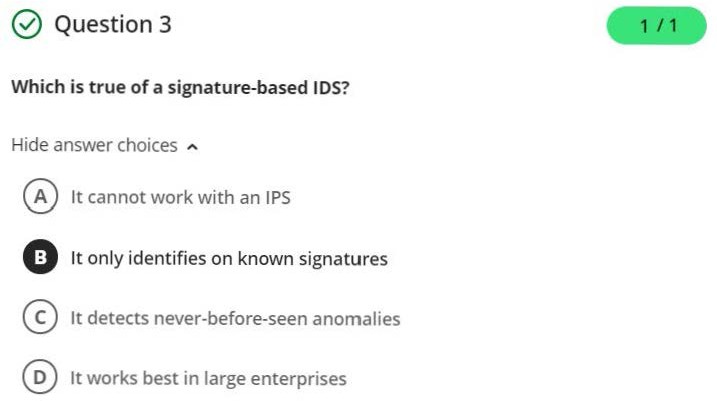 Question 3
1 / 1
Which is true of a signature-based IDS?
Hide answer choices
A It cannot work with an IPS
B It only identifies on known signatures
C It detects never-before-seen anomalies
D It works best in large enterprises